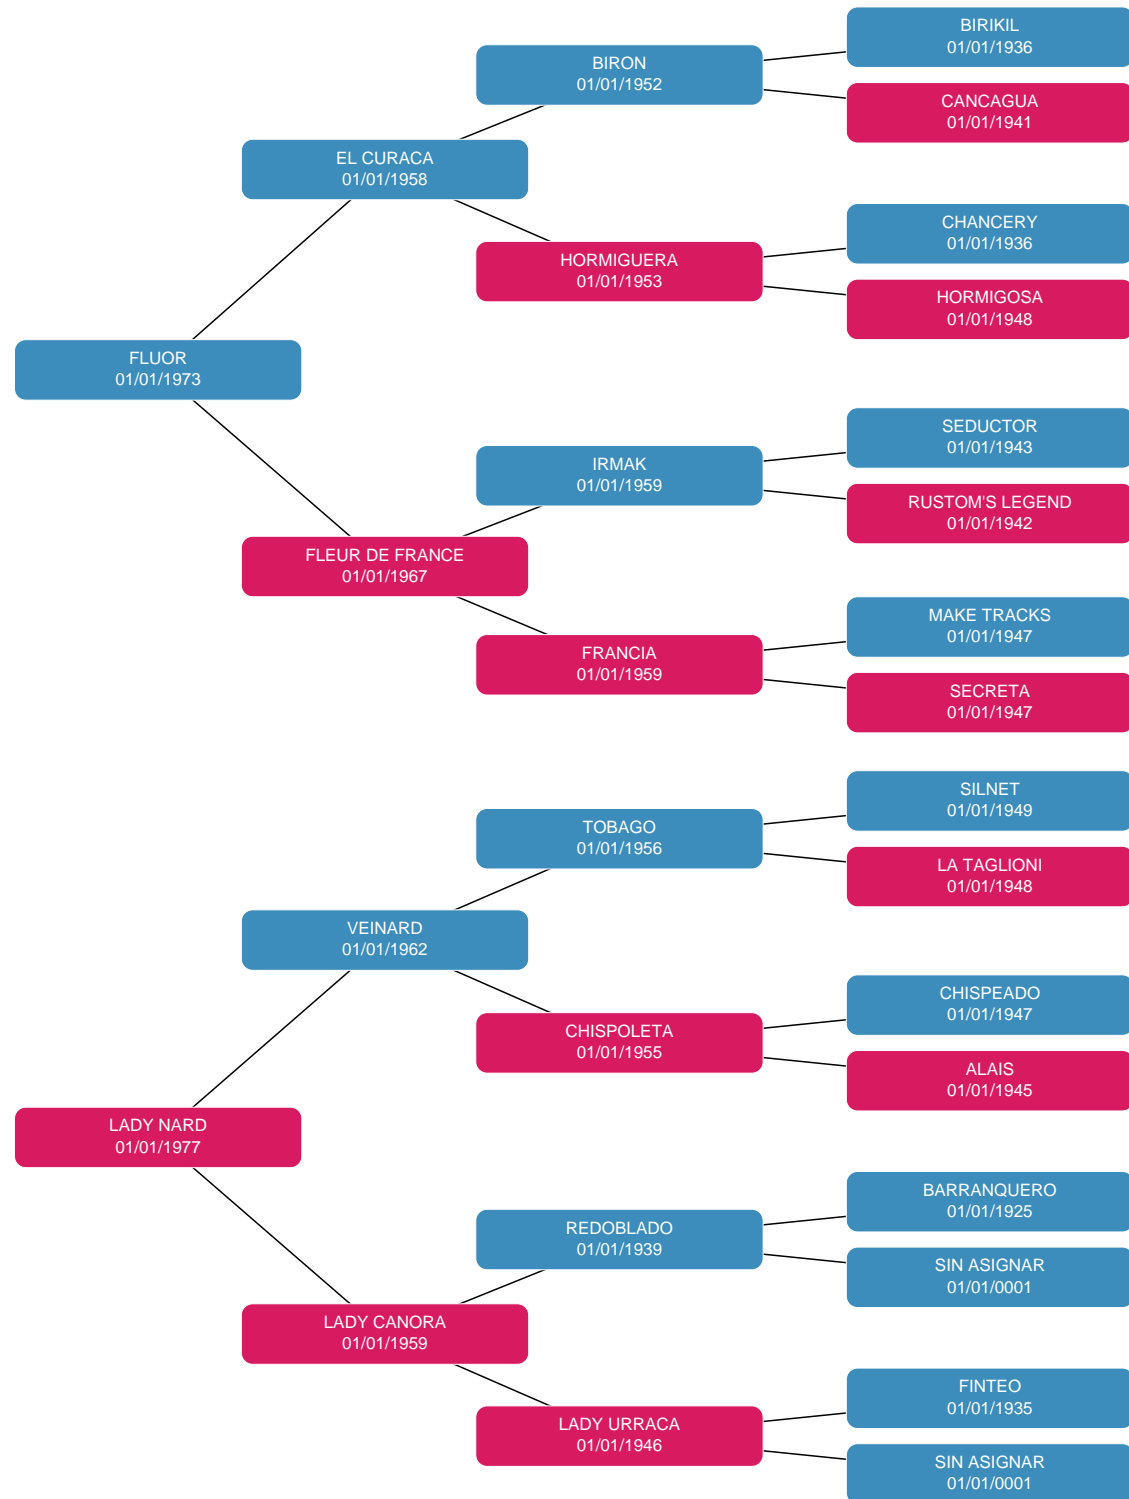 BIRIKIL
01/01/1936
BIRON
01/01/1952
CANCAGUA
01/01/1941
EL CURACA
01/01/1958
CHANCERY
01/01/1936
HORMIGUERA
01/01/1953
HORMIGOSA
01/01/1948
FLUOR
01/01/1973
SEDUCTOR
01/01/1943
IRMAK
01/01/1959
RUSTOM'S LEGEND
01/01/1942
FLEUR DE FRANCE
01/01/1967
MAKE TRACKS
01/01/1947
FRANCIA
01/01/1959
SECRETA
01/01/1947
SILNET
01/01/1949
TOBAGO
01/01/1956
LA TAGLIONI
01/01/1948
VEINARD
01/01/1962
CHISPEADO
01/01/1947
CHISPOLETA
01/01/1955
ALAIS
01/01/1945
LADY NARD
01/01/1977
BARRANQUERO
01/01/1925
REDOBLADO
01/01/1939
SIN ASIGNAR
01/01/0001
LADY CANORA
01/01/1959
FINTEO
01/01/1935
LADY URRACA
01/01/1946
SIN ASIGNAR
01/01/0001